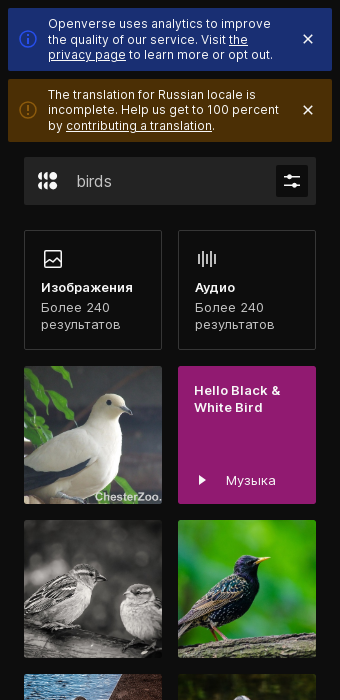 Openverse uses analytics to improve
the quality of our service. Visit the
privacy page to learn more or opt out.
The translation for Russian locale is
incomplete. Help us get to 100 percent
by contributing a translation.
birds
Изображения
Более 240
результатов
Аудио
Более 240
результатов
ChesterZoo.
Hello Black &
White Bird
Музыка